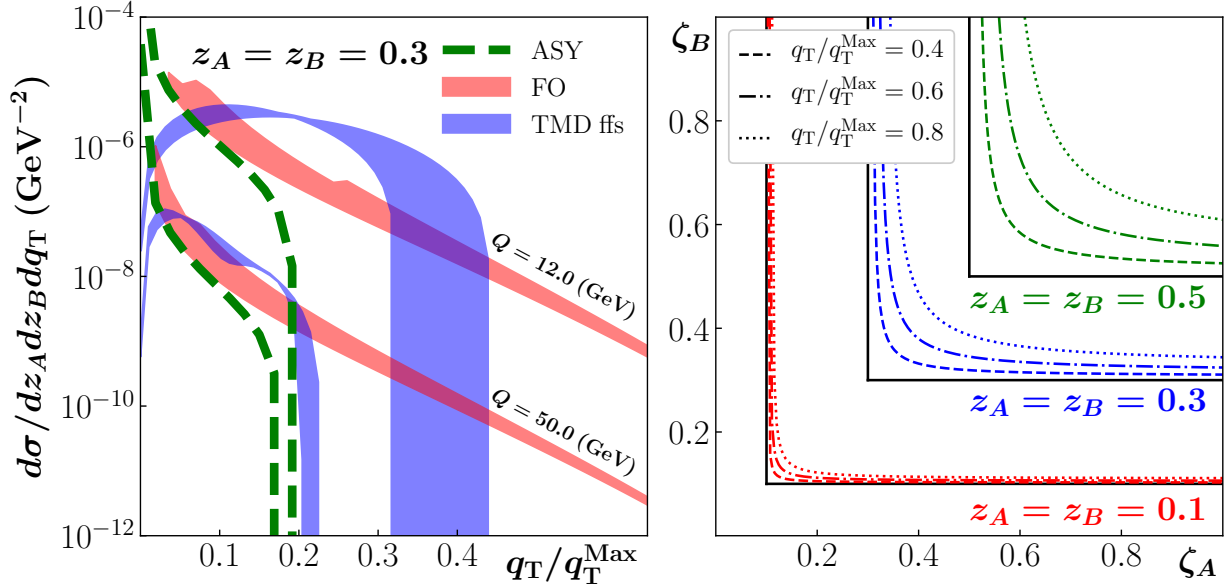 dσ/dz_A dz_B dq_T (GeV⁻²)
10⁻⁴
10⁻⁶
10⁻⁸
10⁻¹⁰
10⁻¹²
z_A = z_B = 0.3
ASY
FO
TMD ffs
Q = 12.0 (GeV)
Q = 50.0 (GeV)
0.1 0.2 0.3 0.4
q_T/q_T^Max
ζ_B
q_T/q_T^Max = 0.4
q_T/q_T^Max = 0.6
q_T/q_T^Max = 0.8
0.8
0.6
0.4
0.2
z_A = z_B = 0.5
z_A = z_B = 0.3
z_A = z_B = 0.1
0.2 0.4 0.6 0.8
ζ_A